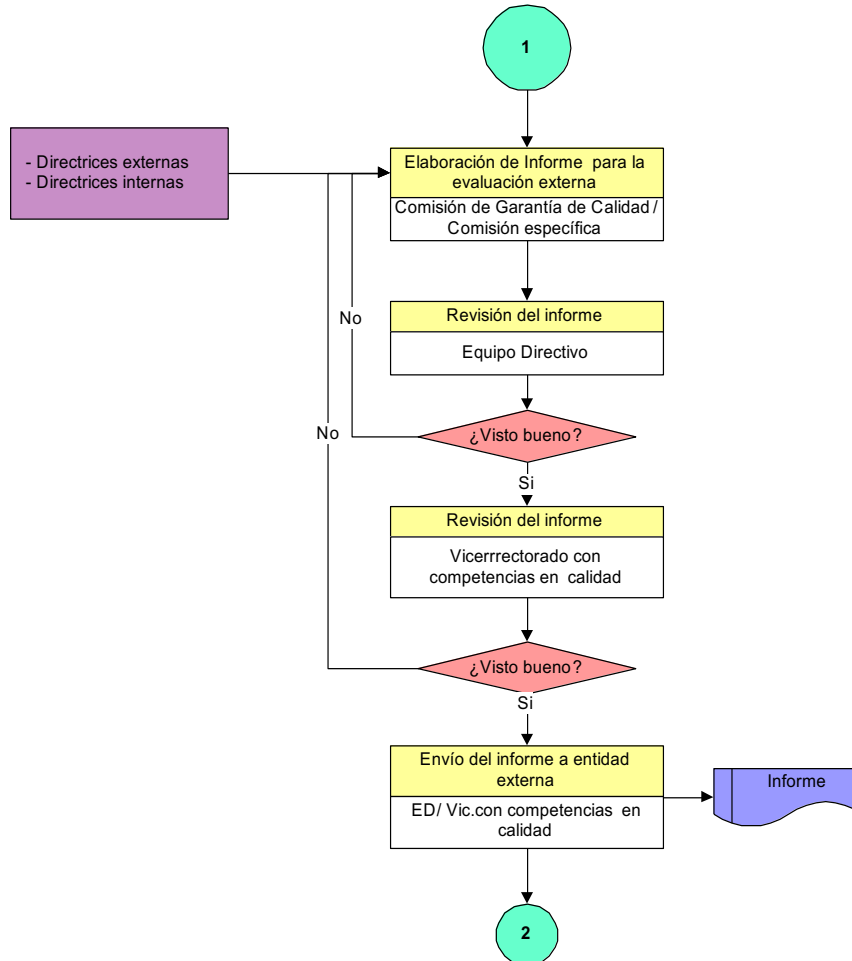 1
- Directrices externas
- Directrices internas
Elaboración de Informe para la
evaluación externa
Comisión de Garantía de Calidad /
Comisión específica
No
Revisión del informe
Equipo Directivo
No
¿Visto bueno?
Si
Revisión del informe
Vicerrrectorado con
competencias en calidad
¿Visto bueno?
Si
Envío del informe a entidad
externa
Informe
ED/ Vic.con competencias en
calidad
2